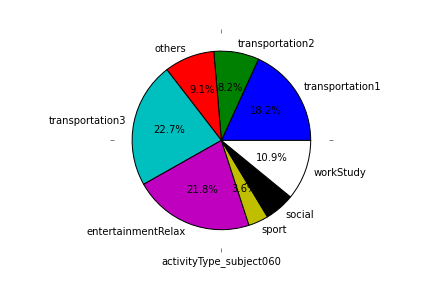 others
transportation2
transportation1
transportation3
9.1%
8.2%
18.2%
22.7%
10.9%
21.8%
3.6%
workStudy
social
sport
entertainmentRelax
activityType_subject060